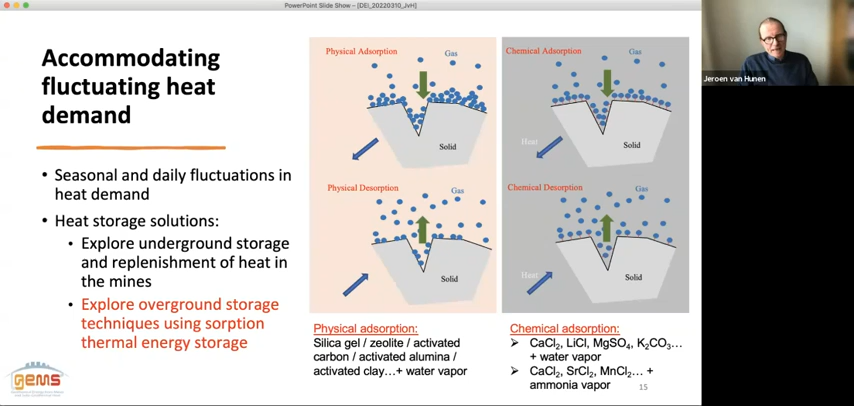 PowerPoint Slide Show - [DEI_20220310_JvH]
Accommodating
fluctuating heat
demand
• Seasonal and daily fluctuations in
heat demand
• Heat storage solutions:
• Explore underground storage
and replenishment of heat in
the mines
• Explore overground storage
techniques using sorption
thermal energy storage
Physical Adsorption
Gas
Solid
Physical Desorption
Gas
Solid
Chemical Adsorption
Gas
Heat
Solid
Chemical Desorption
Gas
Heat
Solid
Physical adsorption:
Silica gel / zeolite / activated
carbon / activated alumina /
activated clay…+ water vapor
Chemical adsorption:
➢ CaCl₂, LiCl, MgSO₄, K₂CO₃…
+ water vapor
➢ CaCl₂, SrCl₂, MnCl₂… +
ammonia vapor
15
gems
Jeroen van Hunen